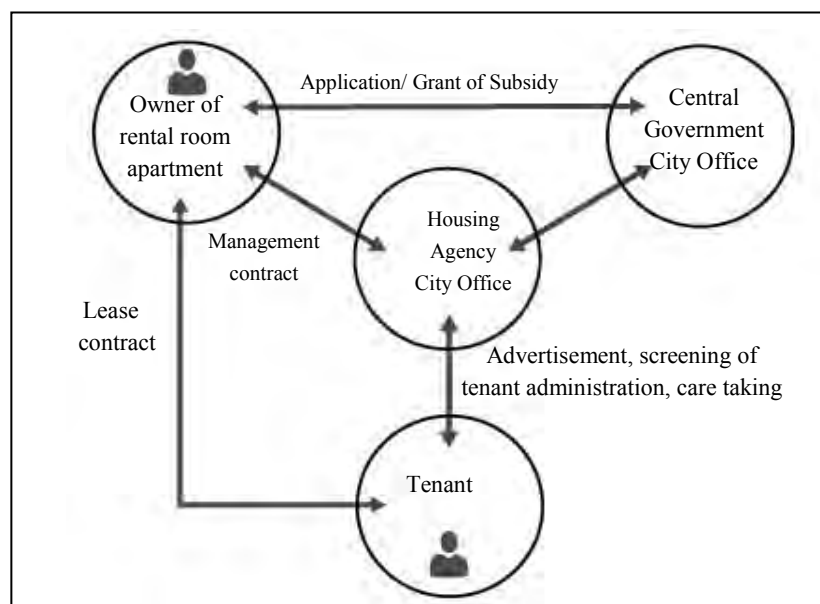 Application/ Grant of Subsidy
Owner of
rental room
apartment
Central
Government
City Office
Management
contract
Housing
Agency
City Office
Lease
contract
Advertisement, screening of
tenant administration, care taking
Tenant